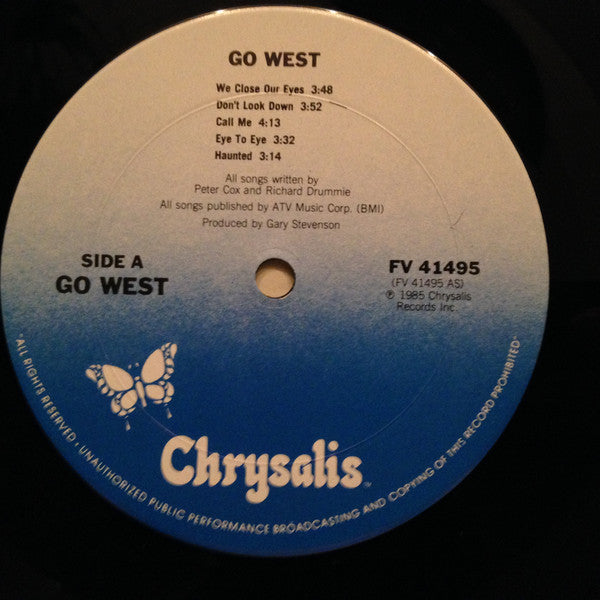 GO WEST
We Close Our Eyes 3:48
Don't Look Down 3:52
Call Me 4:13
Eye To Eye 3:32
Haunted 3:14
All songs written by
Peter Cox and Richard Drummie
All songs published by ATV Music Corp. (BMI)
Produced by Gary Stevenson
SIDE A
GO WEST
FV 41495
(FV 41495 AS)
℗ 1985 Chrysalis
Records Inc.
Chrysalis™
"ALL RIGHTS RESERVED • UNAUTHORIZED PUBLIC PERFORMANCE BROADCASTING AND COPYING OF THIS RECORD PROHIBITED"